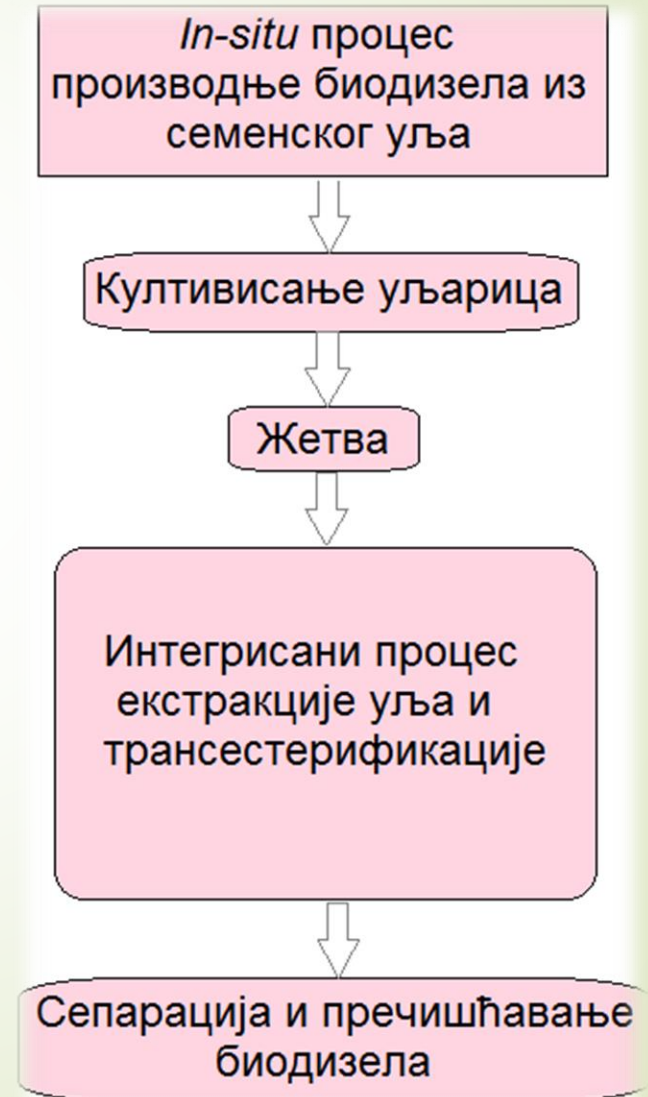 In-situ процес
производње биодизела из
семенског уља
Култивисање уљарица
Жетва
Интегрисани процес
екстракције уља и
трансестерификације
Сепарација и пречишћавање
биодизела